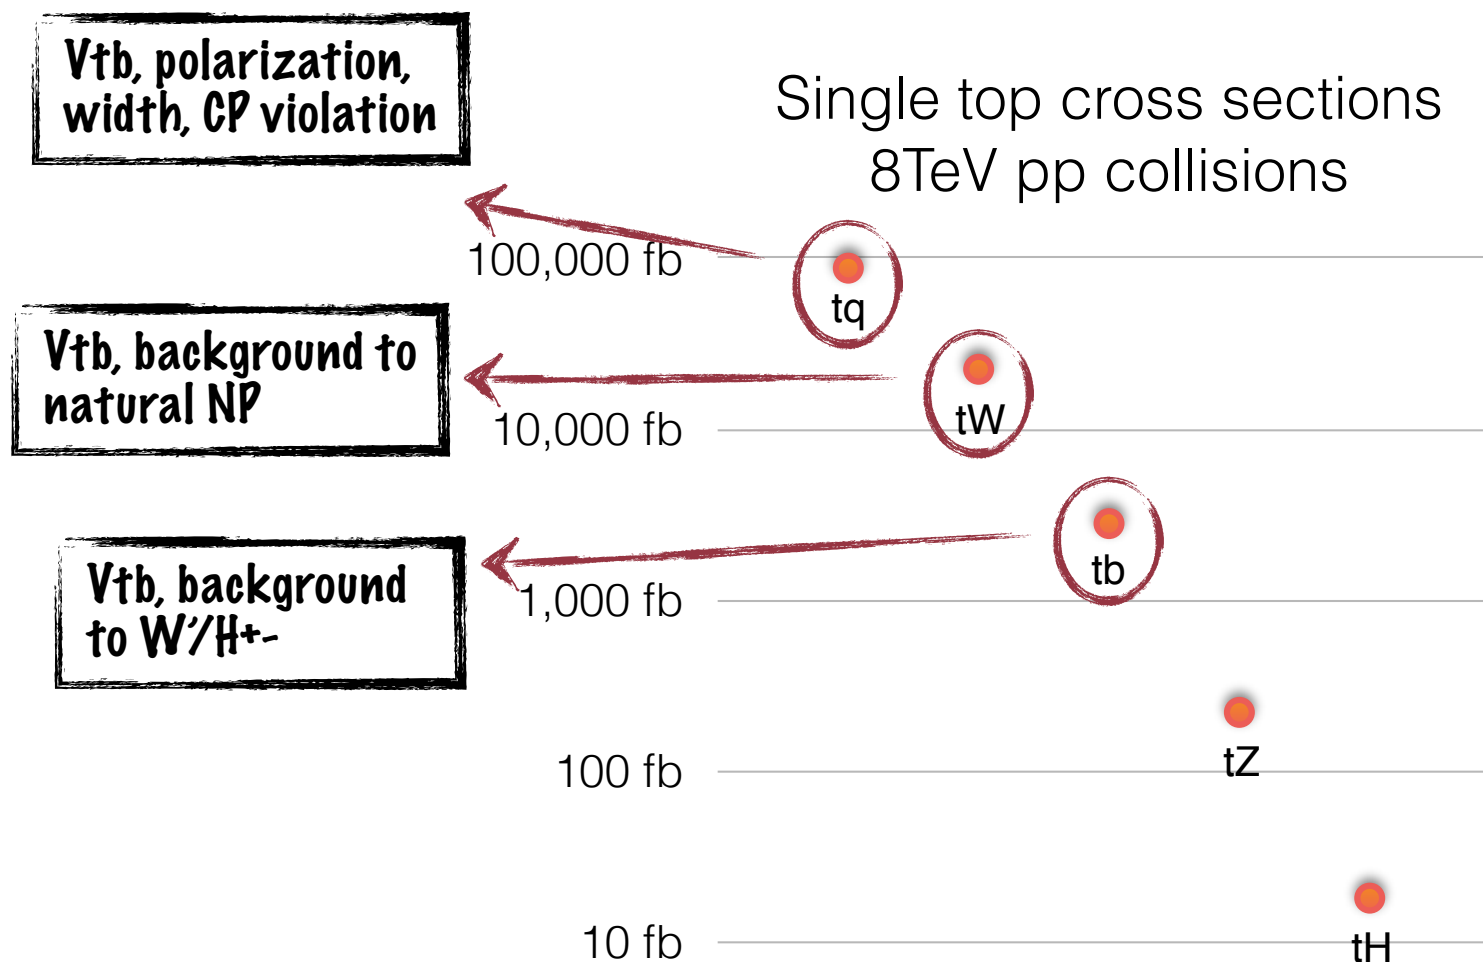 Vtb, polarization,
width, CP violation
Single top cross sections
8TeV pp collisions
100,000 fb
tq
Vtb, background to
natural NP
10,000 fb
tW
Vtb, background
to W'/H+-
1,000 fb
tb
100 fb
tZ
10 fb
tH